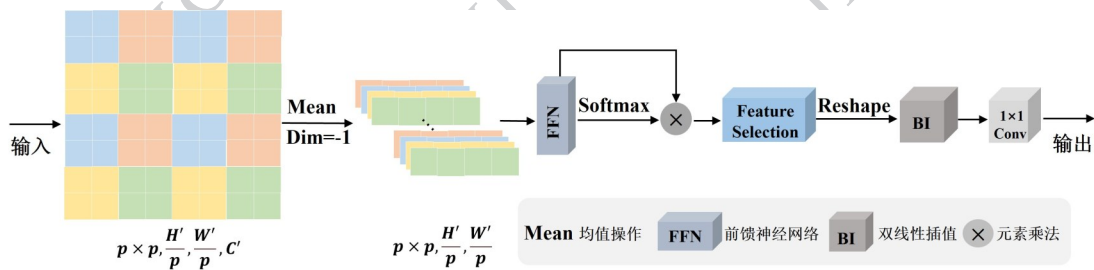 输入
p × p, H′/p, W′/p, C′
Mean
Dim=-1
p × p, H′/p, W′/p
FFN
Softmax
×
Feature
Selection
Reshape
BI
1×1
Conv
输出
Mean 均值操作
FFN 前馈神经网络
BI 双线性插值
× 元素乘法